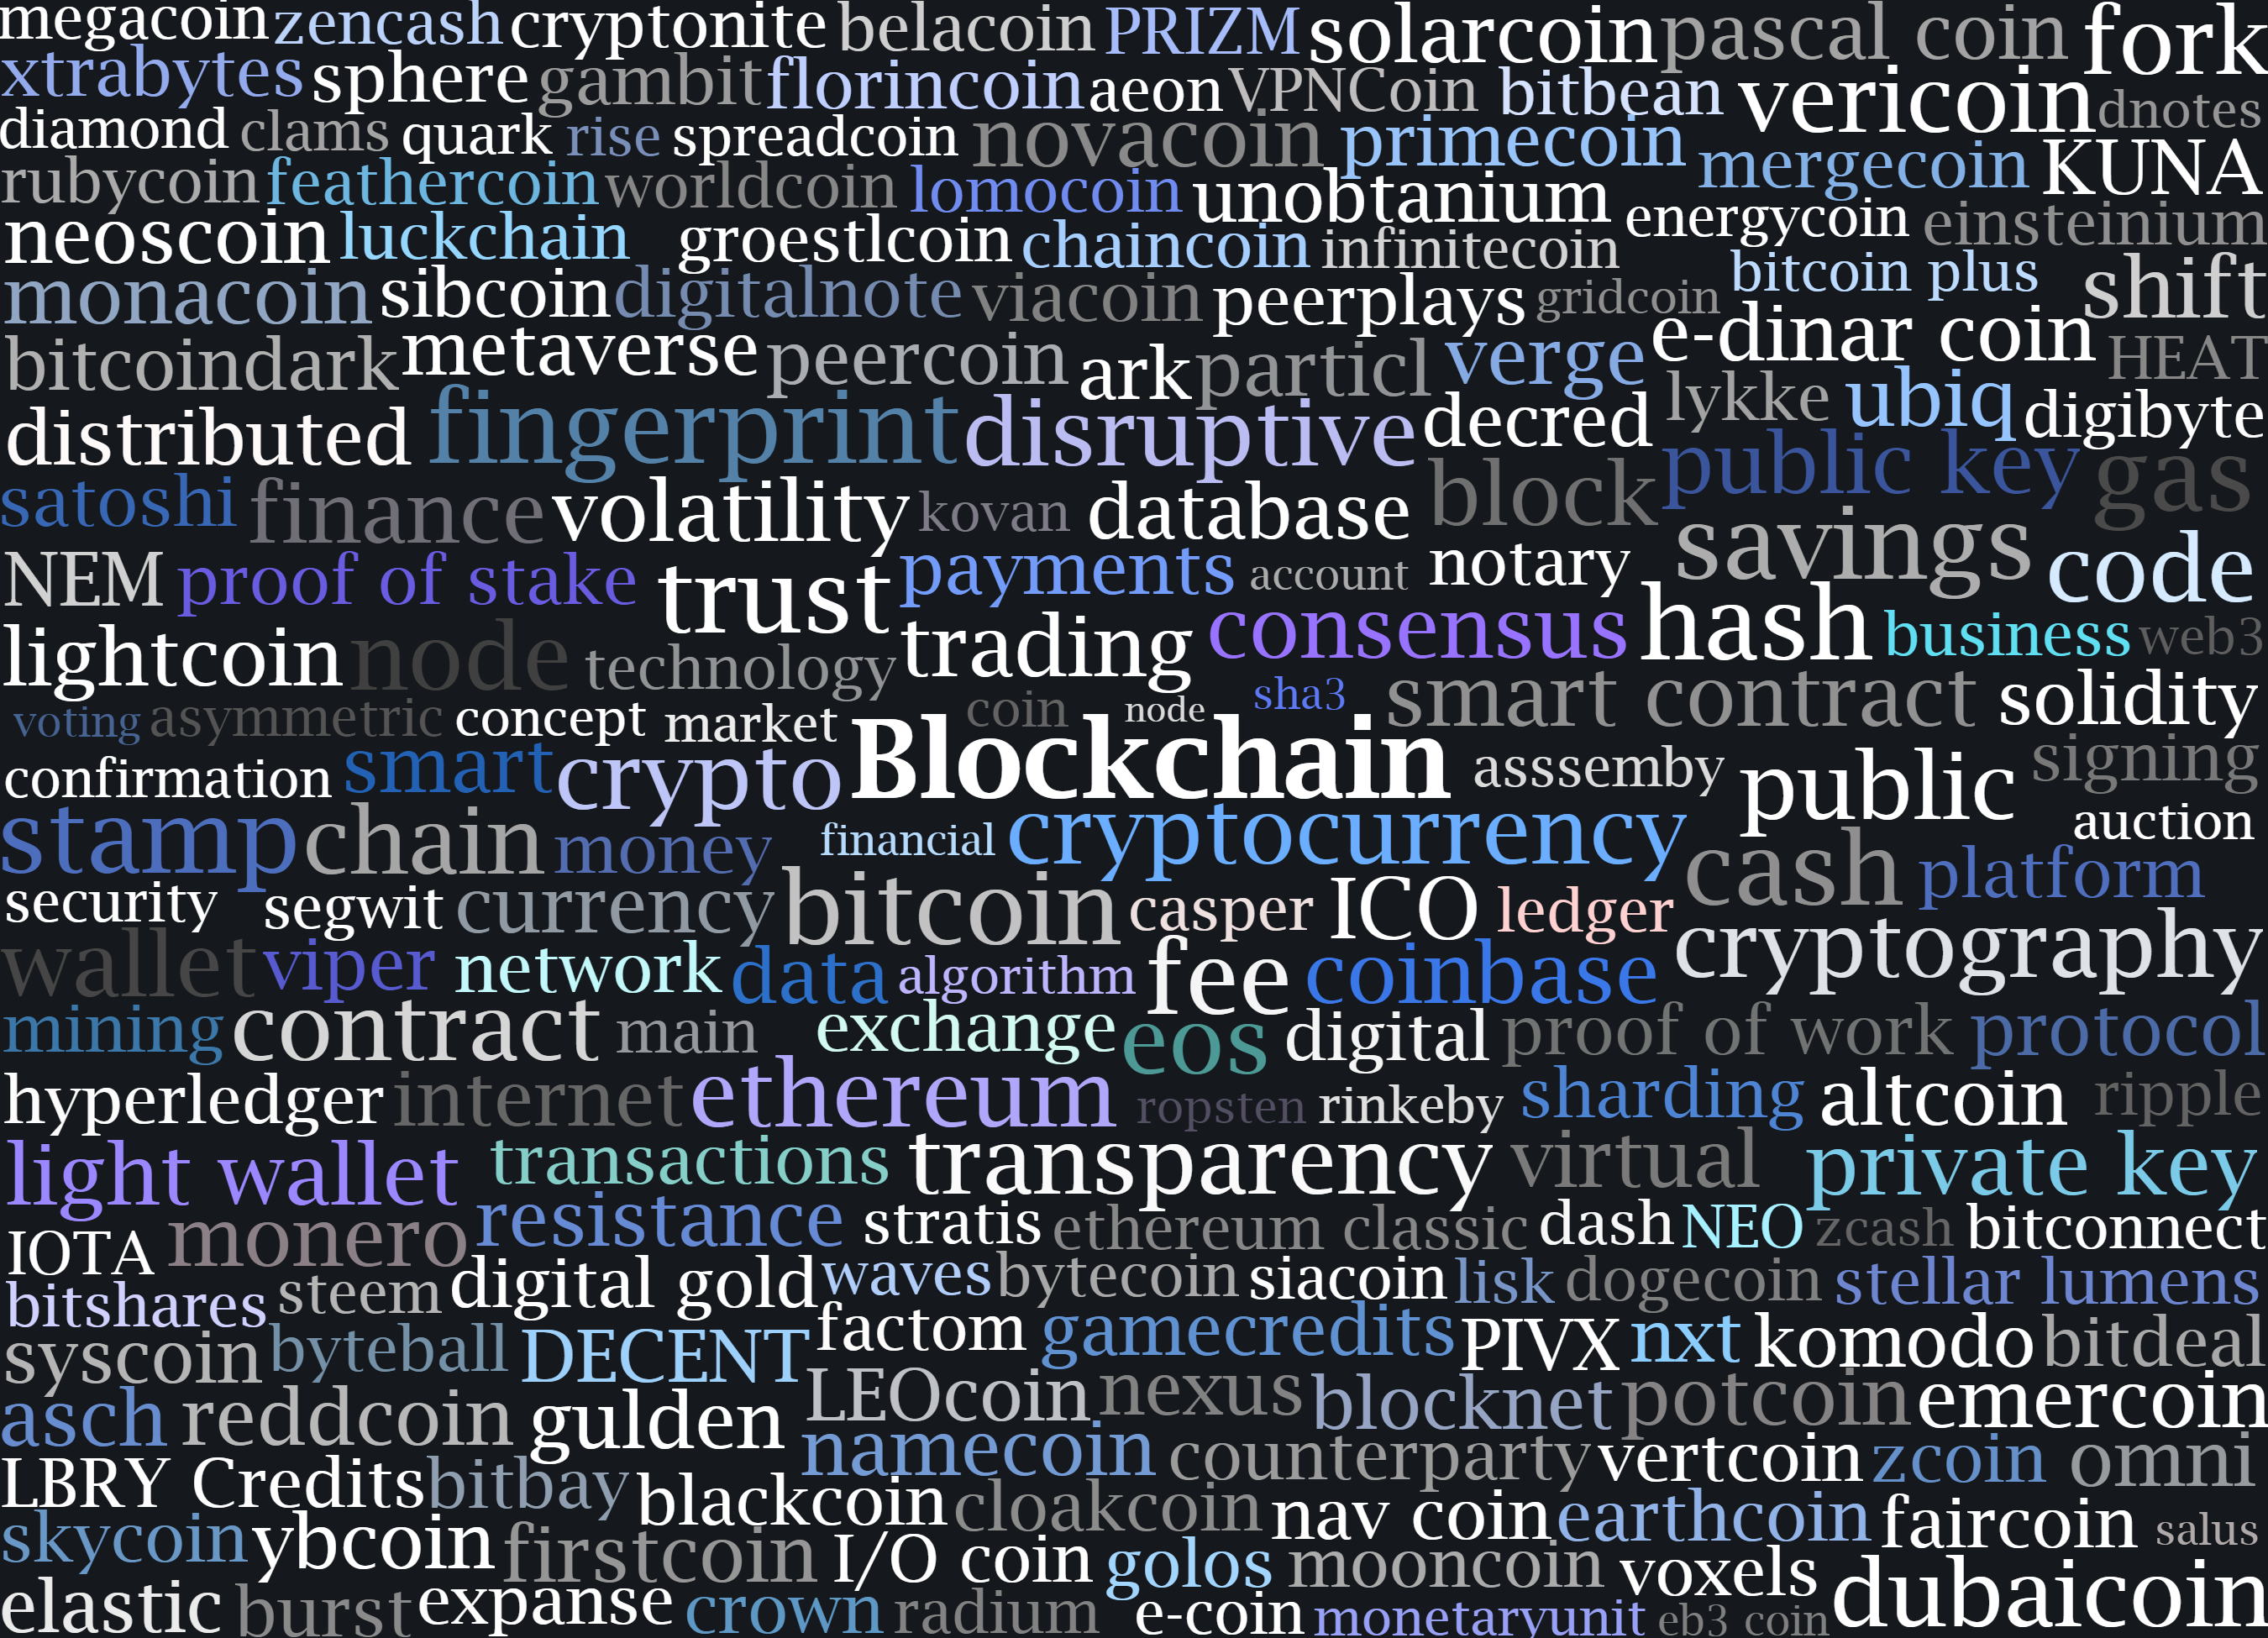 megacoin zencash cryptonite belacoin PRIZM solarcoin pascal coin fork
xtrabytes sphere gambit florincoin aeon VPNCoin bitbean vericoin dnotes
diamond clams quark rise spreadcoin novacoin primecoin mergecoin KUNA
rubycoin feathercoin worldcoin lomocoin unobtanium energycoin einsteinium
neoscoin luckchain groestlcoin chaincoin infinitecoin bitcoin plus shift
monacoin sibcoin digitalnote viacoin peerplays gridcoin e-dinar coin
bitcoindark metaverse peercoin ark particl verge lykke ubiq HEAT
distributed fingerprint disruptive decred digibyte
satoshi finance volatility kovan database block public key gas
NEM proof of stake trust payments account notary savings code
lightcoin node technology trading consensus hash business web3
voting asymmetric concept market coin node sha3 smart contract solidity
confirmation smart crypto Blockchain asssemby public signing
stamp chain money financial cryptocurrency cash platform auction
security segwit currency bitcoin casper ICO ledger
wallet viper network data algorithm fee coinbase cryptography
mining contract main exchange eos digital proof of work protocol
hyperledger internet ethereum ropsten rinkeby sharding altcoin ripple
light wallet transactions transparency virtual private key
IOTA monero resistance stratis ethereum classic dash NEO zcash bitconnect
bitshares steem digital gold waves bytecoin siacoin lisk dogecoin stellar lumens
syscoin byteball DECENT factom gamecredits PIVX nxt komodo bitdeal
asch reddcoin gulden LEOcoin nexus blocknet potcoin emercoin
LBRY Credits bitbay namecoin counterparty vertcoin zcoin omni
skycoin ybcoin blackcoin cloakcoin nav coin earthcoin faircoin salus
firstcoin I/O coin golos mooncoin voxels dubaicoin
elastic burst expanse crown radium e-coin monetaryunit eb3 coin